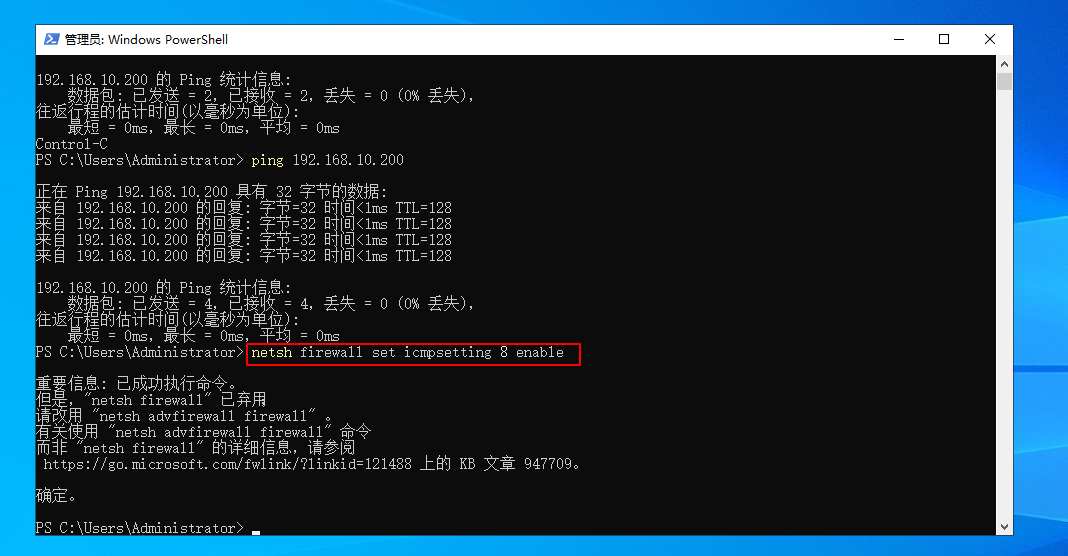 管理员: Windows PowerShell
192.168.10.200 的 Ping 统计信息:
数据包: 已发送 = 2，已接收 = 2，丢失 = 0 (0% 丢失)，
往返行程的估计时间(以毫秒为单位):
最短 = 0ms，最长 = 0ms，平均 = 0ms
Control-C
PS C:\Users\Administrator> ping 192.168.10.200
正在 Ping 192.168.10.200 具有 32 字节的数据:
来自 192.168.10.200 的回复: 字节=32 时间<1ms TTL=128
来自 192.168.10.200 的回复: 字节=32 时间<1ms TTL=128
来自 192.168.10.200 的回复: 字节=32 时间<1ms TTL=128
来自 192.168.10.200 的回复: 字节=32 时间<1ms TTL=128
192.168.10.200 的 Ping 统计信息:
数据包: 已发送 = 4，已接收 = 4，丢失 = 0 (0% 丢失)，
往返行程的估计时间(以毫秒为单位):
最短 = 0ms，最长 = 0ms，平均 = 0ms
PS C:\Users\Administrator> netsh firewall set icmpsetting 8 enable
重要信息: 已成功执行命令。
但是，"netsh firewall" 已弃用
请改用 "netsh advfirewall firewall" 。
有关使用 "netsh advfirewall firewall" 命令
而非 "netsh firewall" 的详细信息，请参阅
https://go.microsoft.com/fwlink/?linkid=121488 上的 KB 文章 947709。
确定。
PS C:\Users\Administrator>